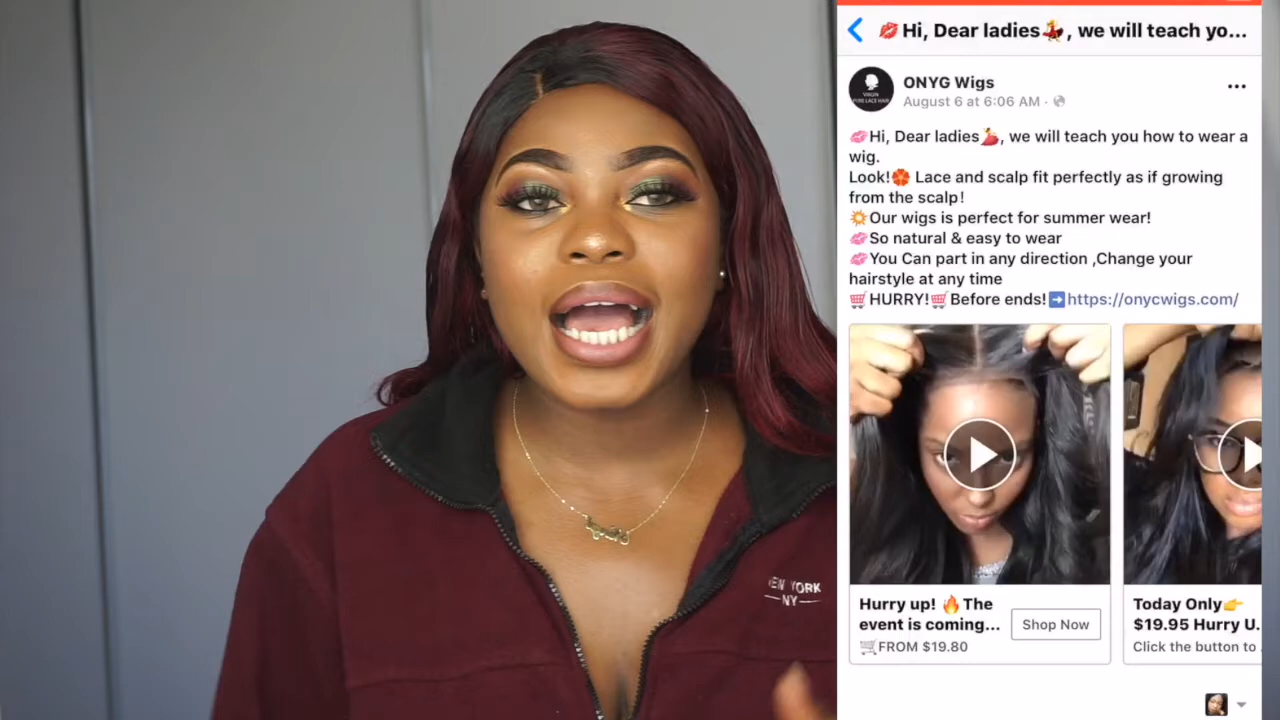 💋Hi, Dear ladies💃, we will teach yo...
ONYG Wigs
August 6 at 6:06 AM ·
💋Hi, Dear ladies💃, we will teach you how to wear a
wig.
Look!🏵 Lace and scalp fit perfectly as if growing
from the scalp!
💥Our wigs is perfect for summer wear!
💋So natural & easy to wear
💋You Can part in any direction ,Change your
hairstyle at any time
🛒HURRY!🛒Before ends!➡https://onycwigs.com/
Hurry up! 🔥The
event is coming...
Shop Now
🛒FROM $19.80
Today Only👉
$19.95 Hurry U.
Click the button to
VIRGIN
PURE LACE HAIR
NEW YORK
NY